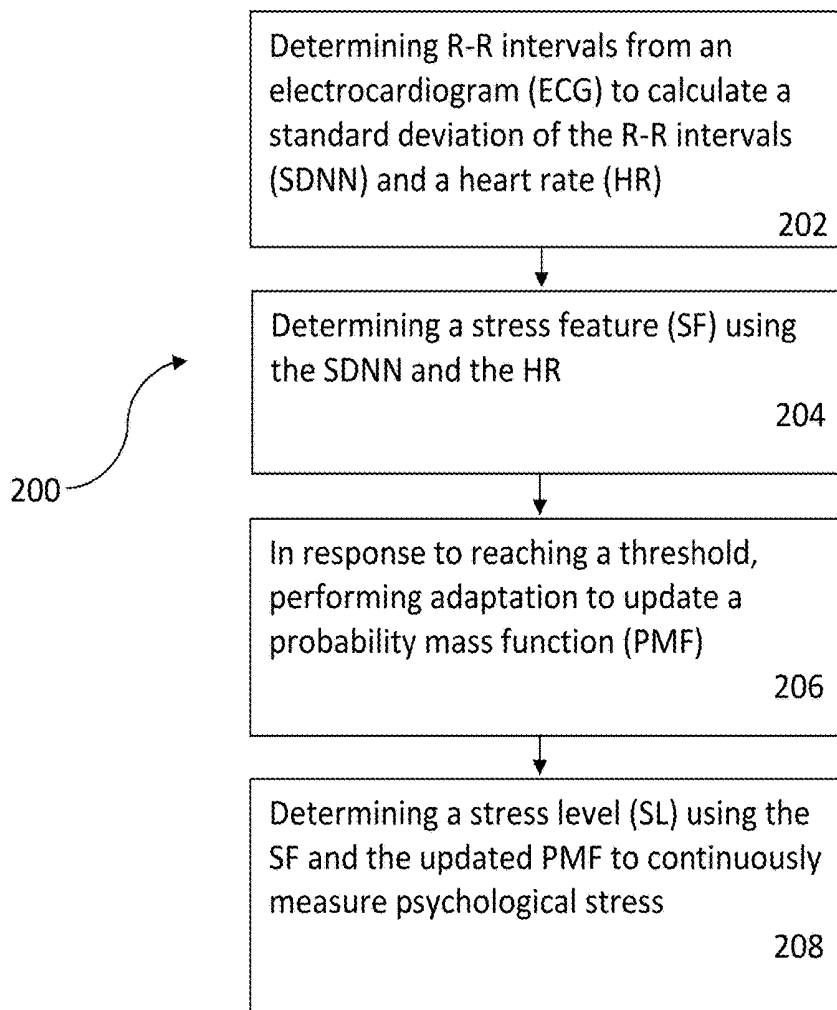 Determining R-R intervals from an
electrocardiogram (ECG) to calculate a
standard deviation of the R-R intervals
(SDNN) and a heart rate (HR)
202
Determining a stress feature (SF) using
the SDNN and the HR
204
200
In response to reaching a threshold,
performing adaptation to update a
probability mass function (PMF)
206
Determining a stress level (SL) using the
SF and the updated PMF to continuously
measure psychological stress
208